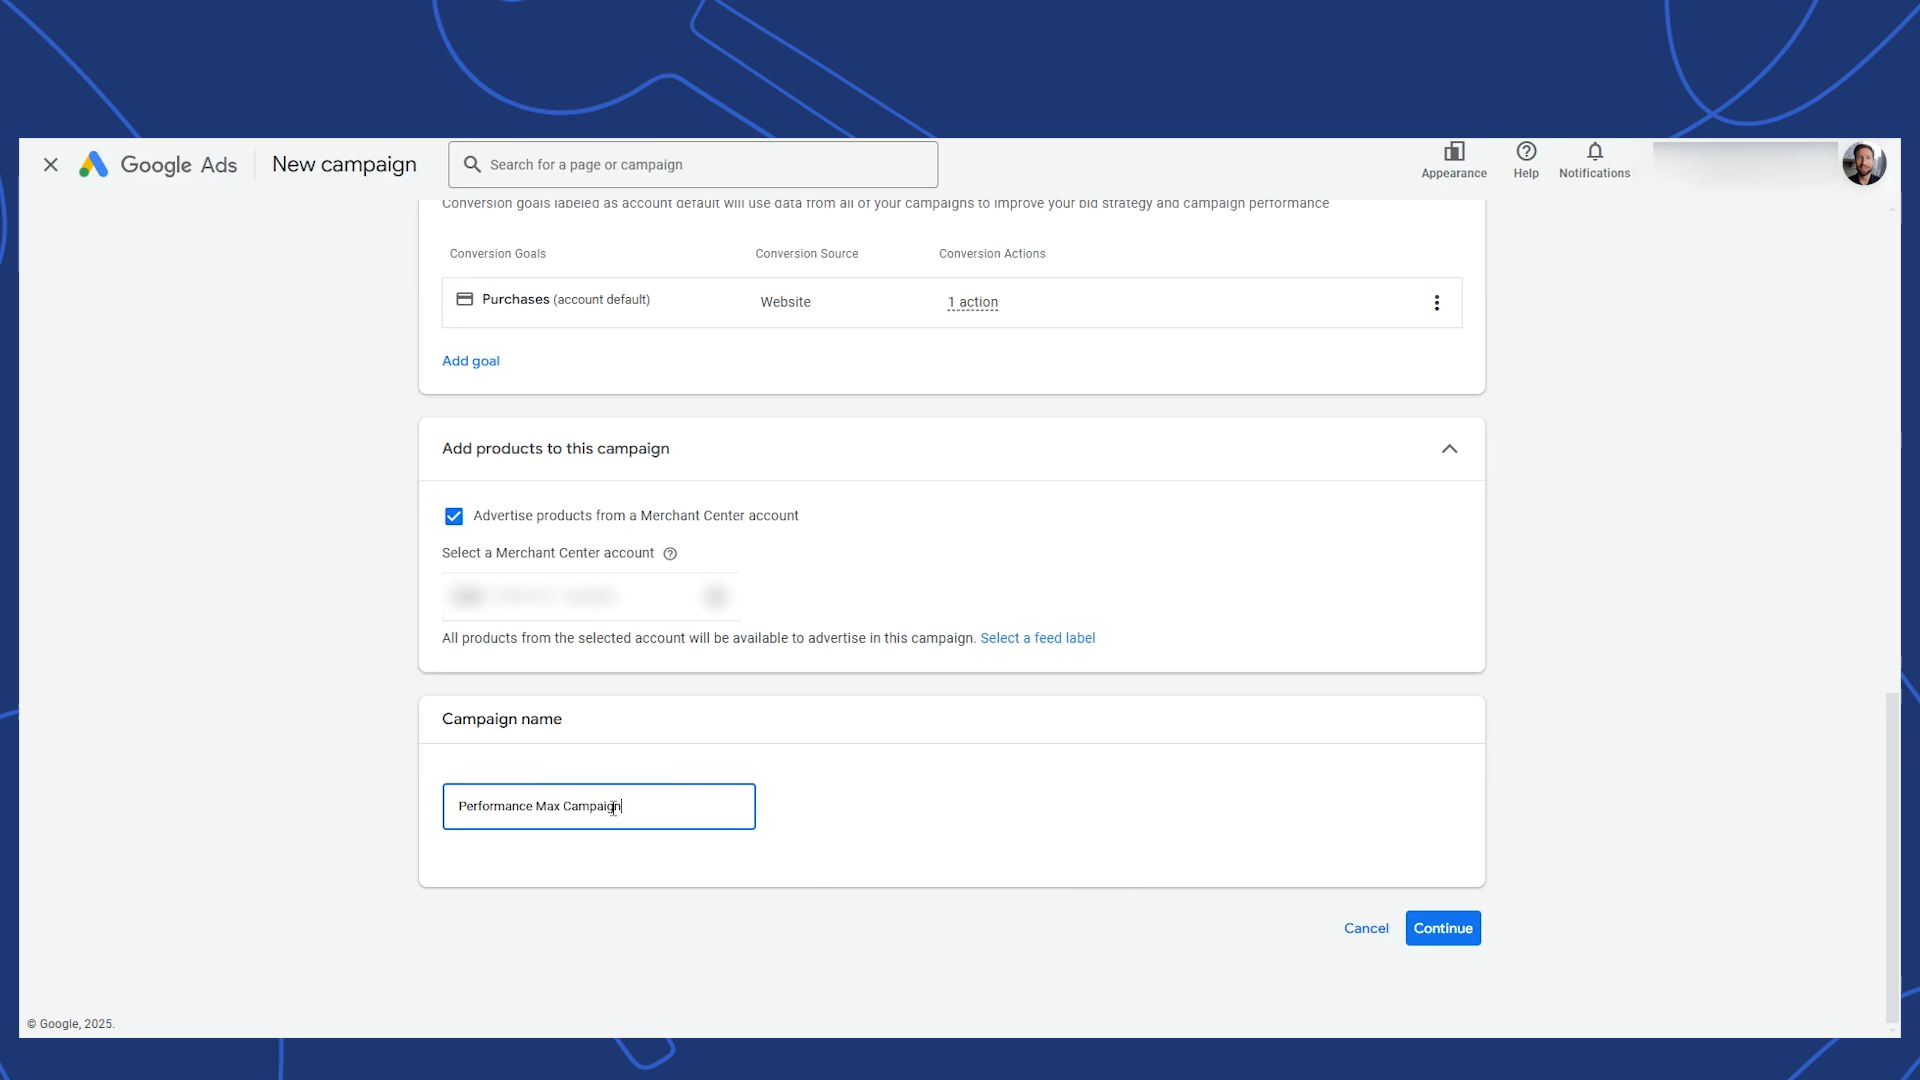 Google Ads
New campaign
Search for a page or campaign
Appearance
Help
Notifications
Conversion goals labeled as account default will use data from all of your campaigns to improve your bid strategy and campaign performance
Conversion Goals
Conversion Source
Conversion Actions
Purchases (account default)
Website
1 action
Add goal
Add products to this campaign
Advertise products from a Merchant Center account
Select a Merchant Center account
All products from the selected account will be available to advertise in this campaign. Select a feed label
Campaign name
Performance Max Campaign
Cancel
Continue
© Google, 2025.